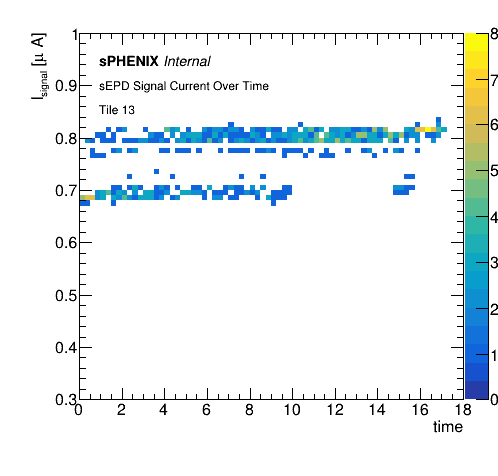 sPHENIX Internal
sEPD Signal Current Over Time
Tile 13
I_signal [μ A]
1
0.9
0.8
0.7
0.6
0.5
0.4
0.3
0 2 4 6 8 10 12 14 16 18
time
8
7
6
5
4
3
2
1
0